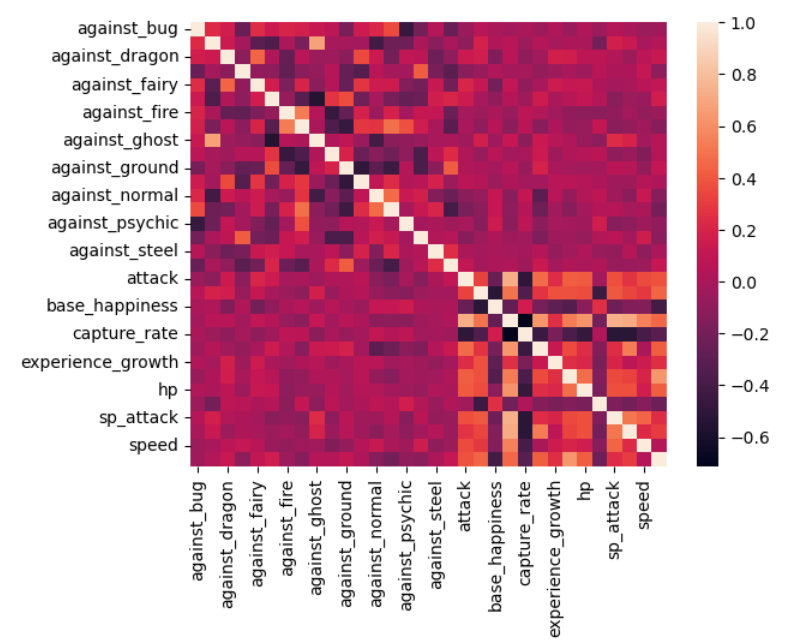 against_bug
against_dragon
against_fairy
against_fire
against_ghost
against_ground
against_normal
against_psychic
against_steel
attack
base_happiness
capture_rate
experience_growth
hp
sp_attack
speed
1.0
0.8
0.6
0.4
0.2
0.0
−0.2
−0.4
−0.6
against_bug
against_dragon
against_fairy
against_fire
against_ghost
against_ground
against_normal
against_psychic
against_steel
attack
base_happiness
capture_rate
experience_growth
hp
sp_attack
speed